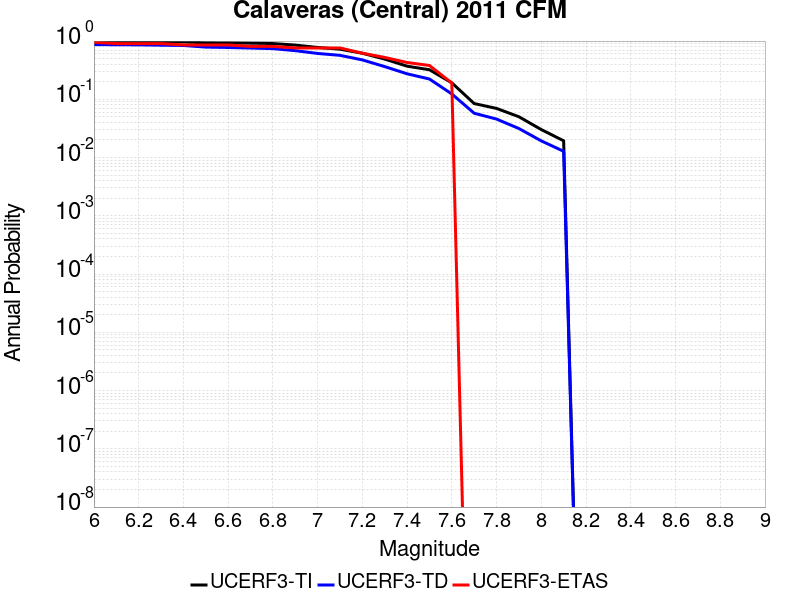 Calaveras (Central) 2011 CFM
10^0
10^-1
10^-2
10^-3
10^-4
10^-5
10^-6
10^-7
10^-8
Annual Probability
6 6.2 6.4 6.6 6.8 7 7.2 7.4 7.6 7.8 8 8.2 8.4 8.6 8.8 9
Magnitude
UCERF3-TI UCERF3-TD UCERF3-ETAS